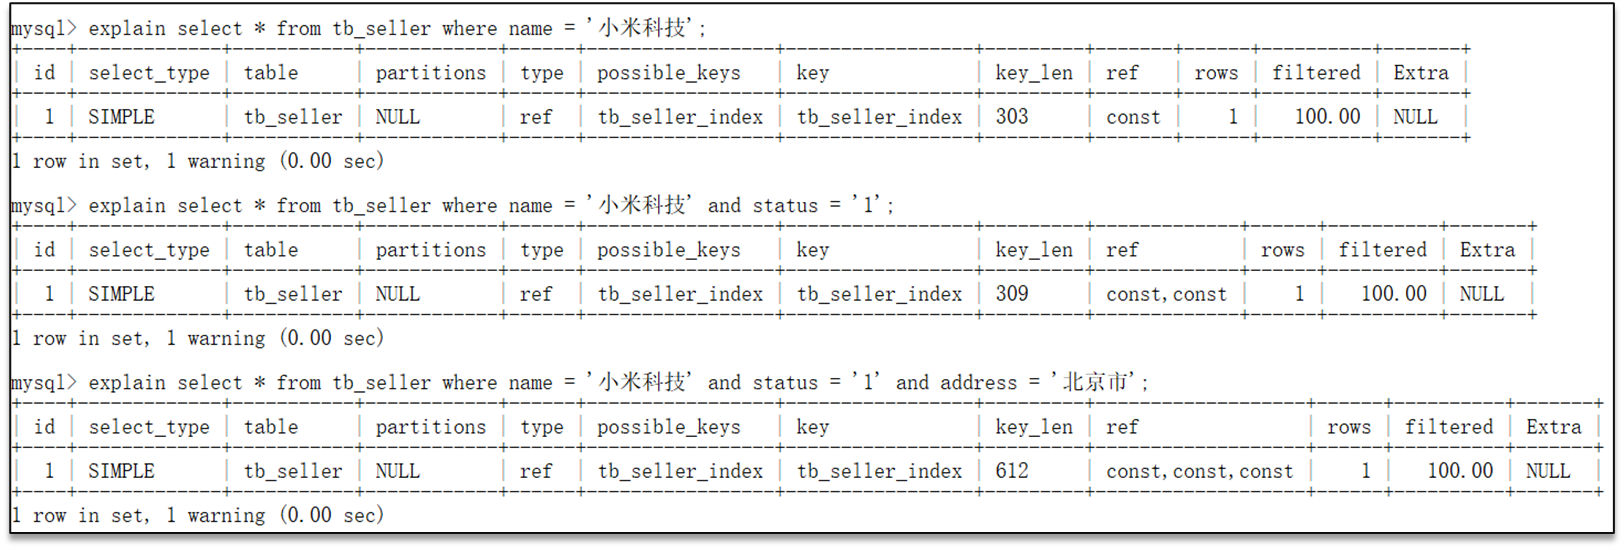 mysql> explain select * from tb_seller where name = '小米科技';
+----+-------------+-----------+------------+------+-----------------+-----------------+---------+-------+------+----------+-------+
| id | select_type | table | partitions | type | possible_keys | key | key_len | ref | rows | filtered | Extra |
+----+-------------+-----------+------------+------+-----------------+-----------------+---------+-------+------+----------+-------+
| 1 | SIMPLE | tb_seller | NULL | ref | tb_seller_index | tb_seller_index | 303 | const | 1 | 100.00 | NULL |
+----+-------------+-----------+------------+------+-----------------+-----------------+---------+-------+------+----------+-------+
1 row in set, 1 warning (0.00 sec)
mysql> explain select * from tb_seller where name = '小米科技' and status = '1';
+----+-------------+-----------+------------+------+-----------------+-----------------+---------+-------------+------+----------+-------+
| id | select_type | table | partitions | type | possible_keys | key | key_len | ref | rows | filtered | Extra |
+----+-------------+-----------+------------+------+-----------------+-----------------+---------+-------------+------+----------+-------+
| 1 | SIMPLE | tb_seller | NULL | ref | tb_seller_index | tb_seller_index | 309 | const,const | 1 | 100.00 | NULL |
+----+-------------+-----------+------------+------+-----------------+-----------------+---------+-------------+------+----------+-------+
1 row in set, 1 warning (0.00 sec)
mysql> explain select * from tb_seller where name = '小米科技' and status = '1' and address = '北京市';
+----+-------------+-----------+------------+------+-----------------+-----------------+---------+-------------------+------+----------+-------+
| id | select_type | table | partitions | type | possible_keys | key | key_len | ref | rows | filtered | Extra |
+----+-------------+-----------+------------+------+-----------------+-----------------+---------+-------------------+------+----------+-------+
| 1 | SIMPLE | tb_seller | NULL | ref | tb_seller_index | tb_seller_index | 612 | const,const,const | 1 | 100.00 | NULL |
+----+-------------+-----------+------------+------+-----------------+-----------------+---------+-------------------+------+----------+-------+
1 row in set, 1 warning (0.00 sec)